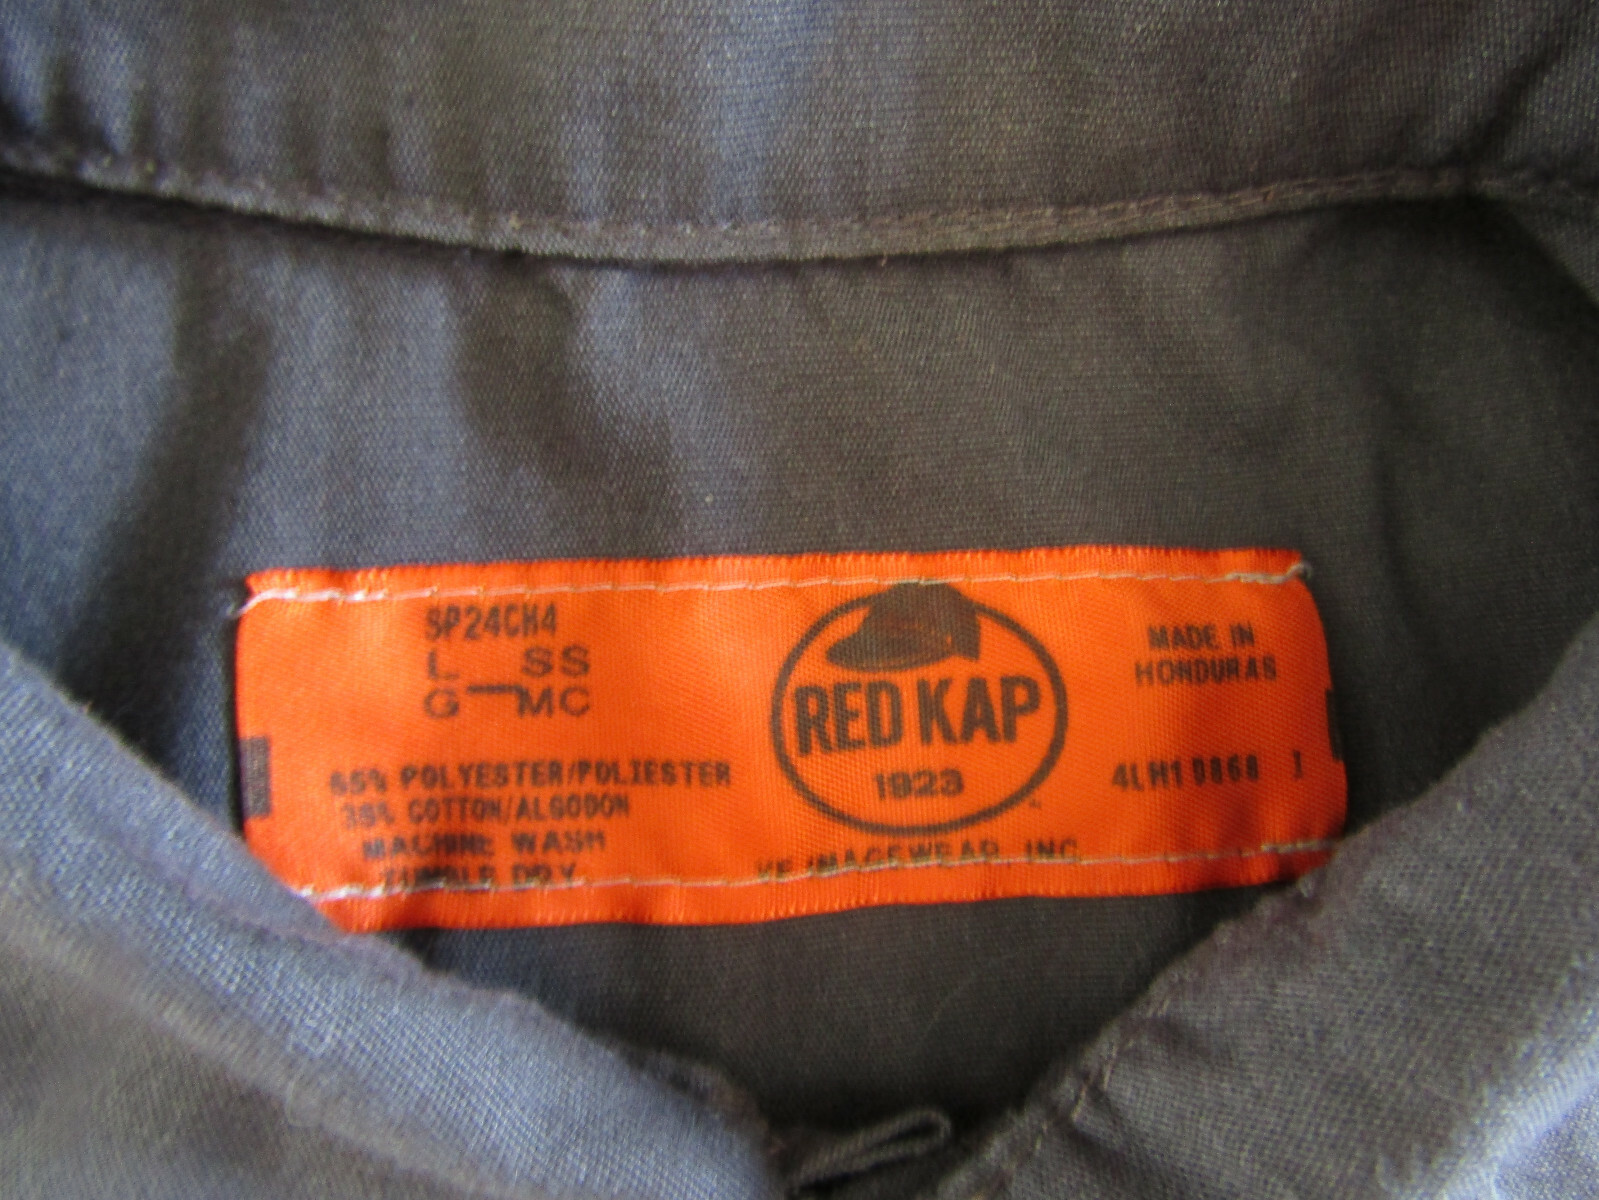 SP24CH4
L SS
G MC
65% POLYESTER/POLIESTER
35% COTTON/ALGODON
MACHINE WASH
TUMBLE DRY
RED KAP
1923
VF IMAGEWEAR, INC.
MADE IN
HONDURAS